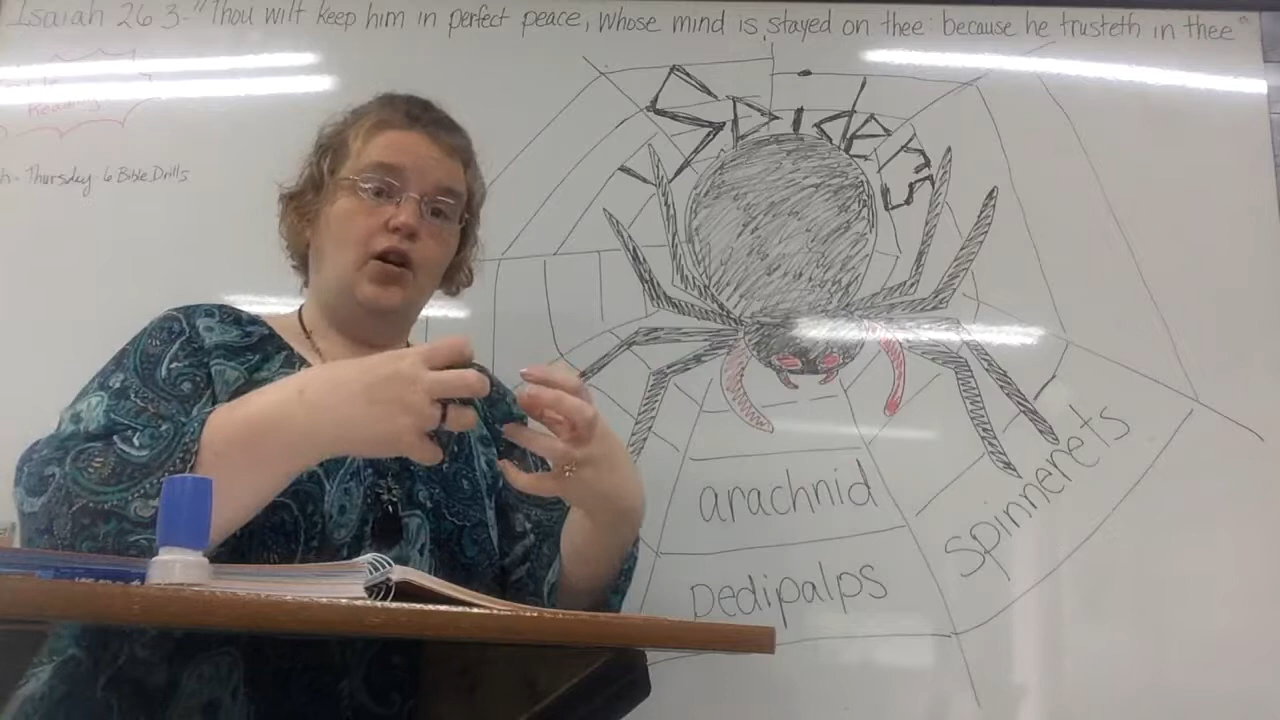 Isaiah 26 3-"Thou wilt keep him in perfect peace, whose mind is stayed on thee: because he trusteth in thee"
Reading
Thursday 6 Bible Drills
Spiders
arachnid
spinnerets
pedipalps